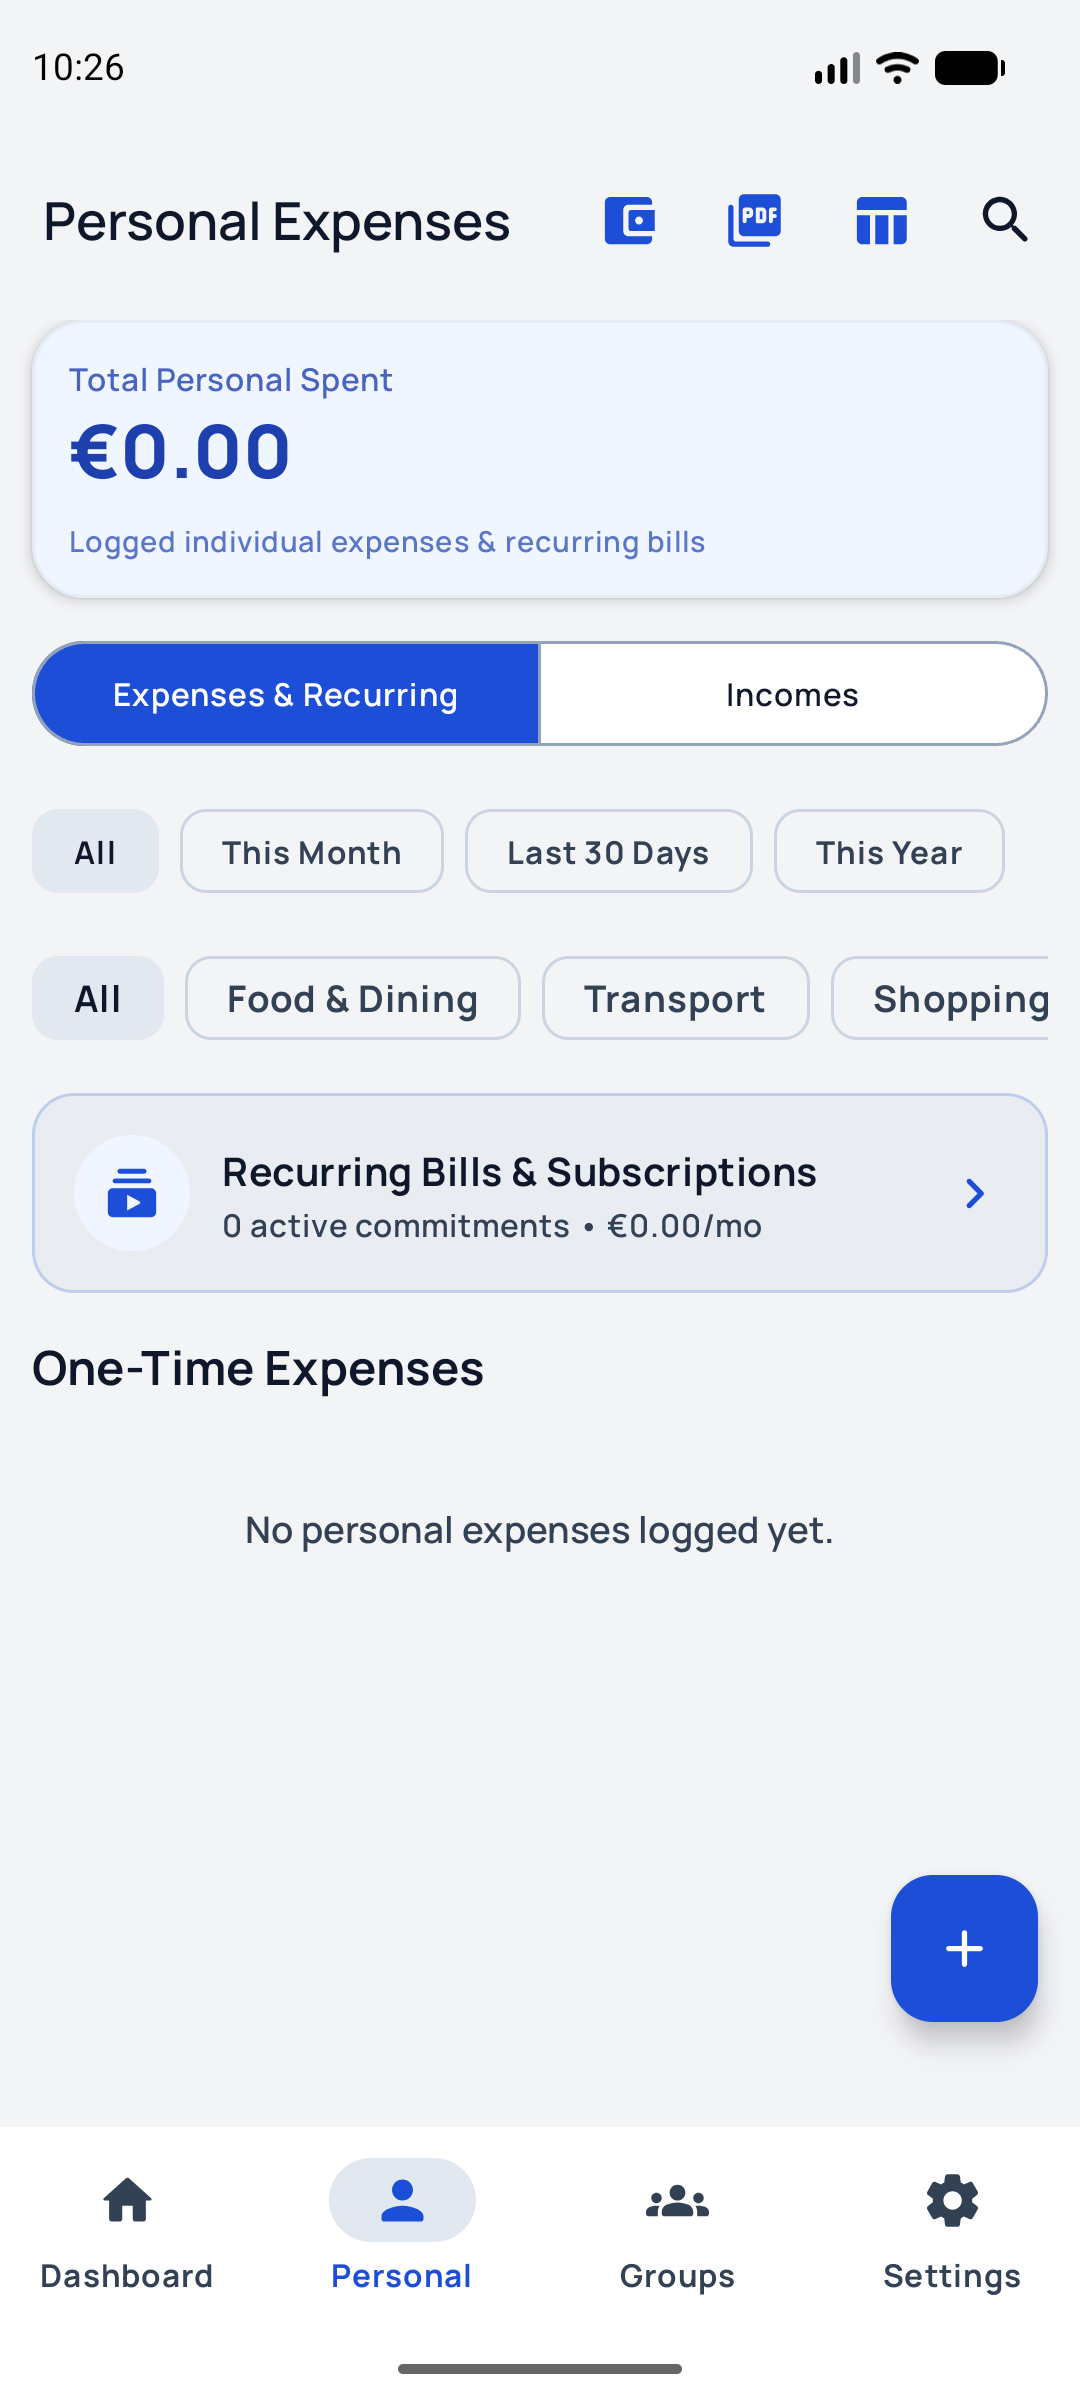 10:26
Personal Expenses
PDF
Total Personal Spent
€0.00
Logged individual expenses & recurring bills
Expenses & Recurring
Incomes
All
This Month
Last 30 Days
This Year
All
Food & Dining
Transport
Shopping
Recurring Bills & Subscriptions
0 active commitments • €0.00/mo
One-Time Expenses
No personal expenses logged yet.
Dashboard
Personal
Groups
Settings